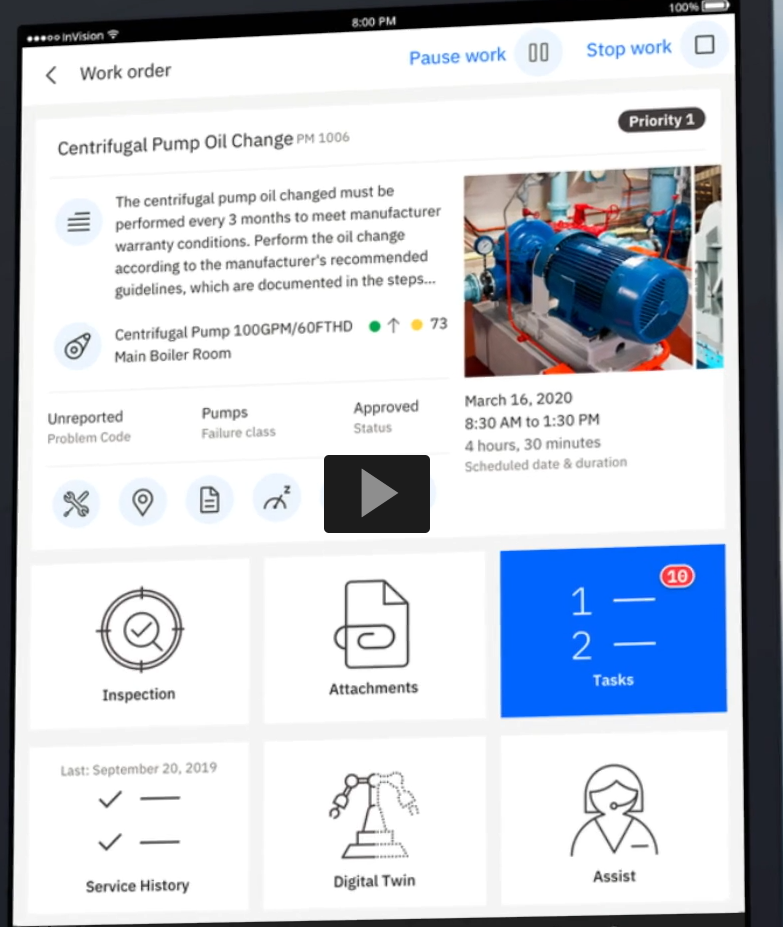 InVision
8:00 PM
100%
Work order
Pause work
Stop work
Centrifugal Pump Oil Change PM 1006
Priority 1
The centrifugal pump oil changed must be
performed every 3 months to meet manufacturer
warranty conditions. Perform the oil change
according to the manufacturer's recommended
guidelines, which are documented in the steps...
Centrifugal Pump 100GPM/60FTHD
73
Main Boiler Room
Unreported
Problem Code
Pumps
Failure class
Approved
Status
March 16, 2020
8:30 AM to 1:30 PM
4 hours, 30 minutes
Scheduled date & duration
z
Inspection
Attachments
10
1
2
Tasks
Last: September 20, 2019
Service History
Digital Twin
Assist